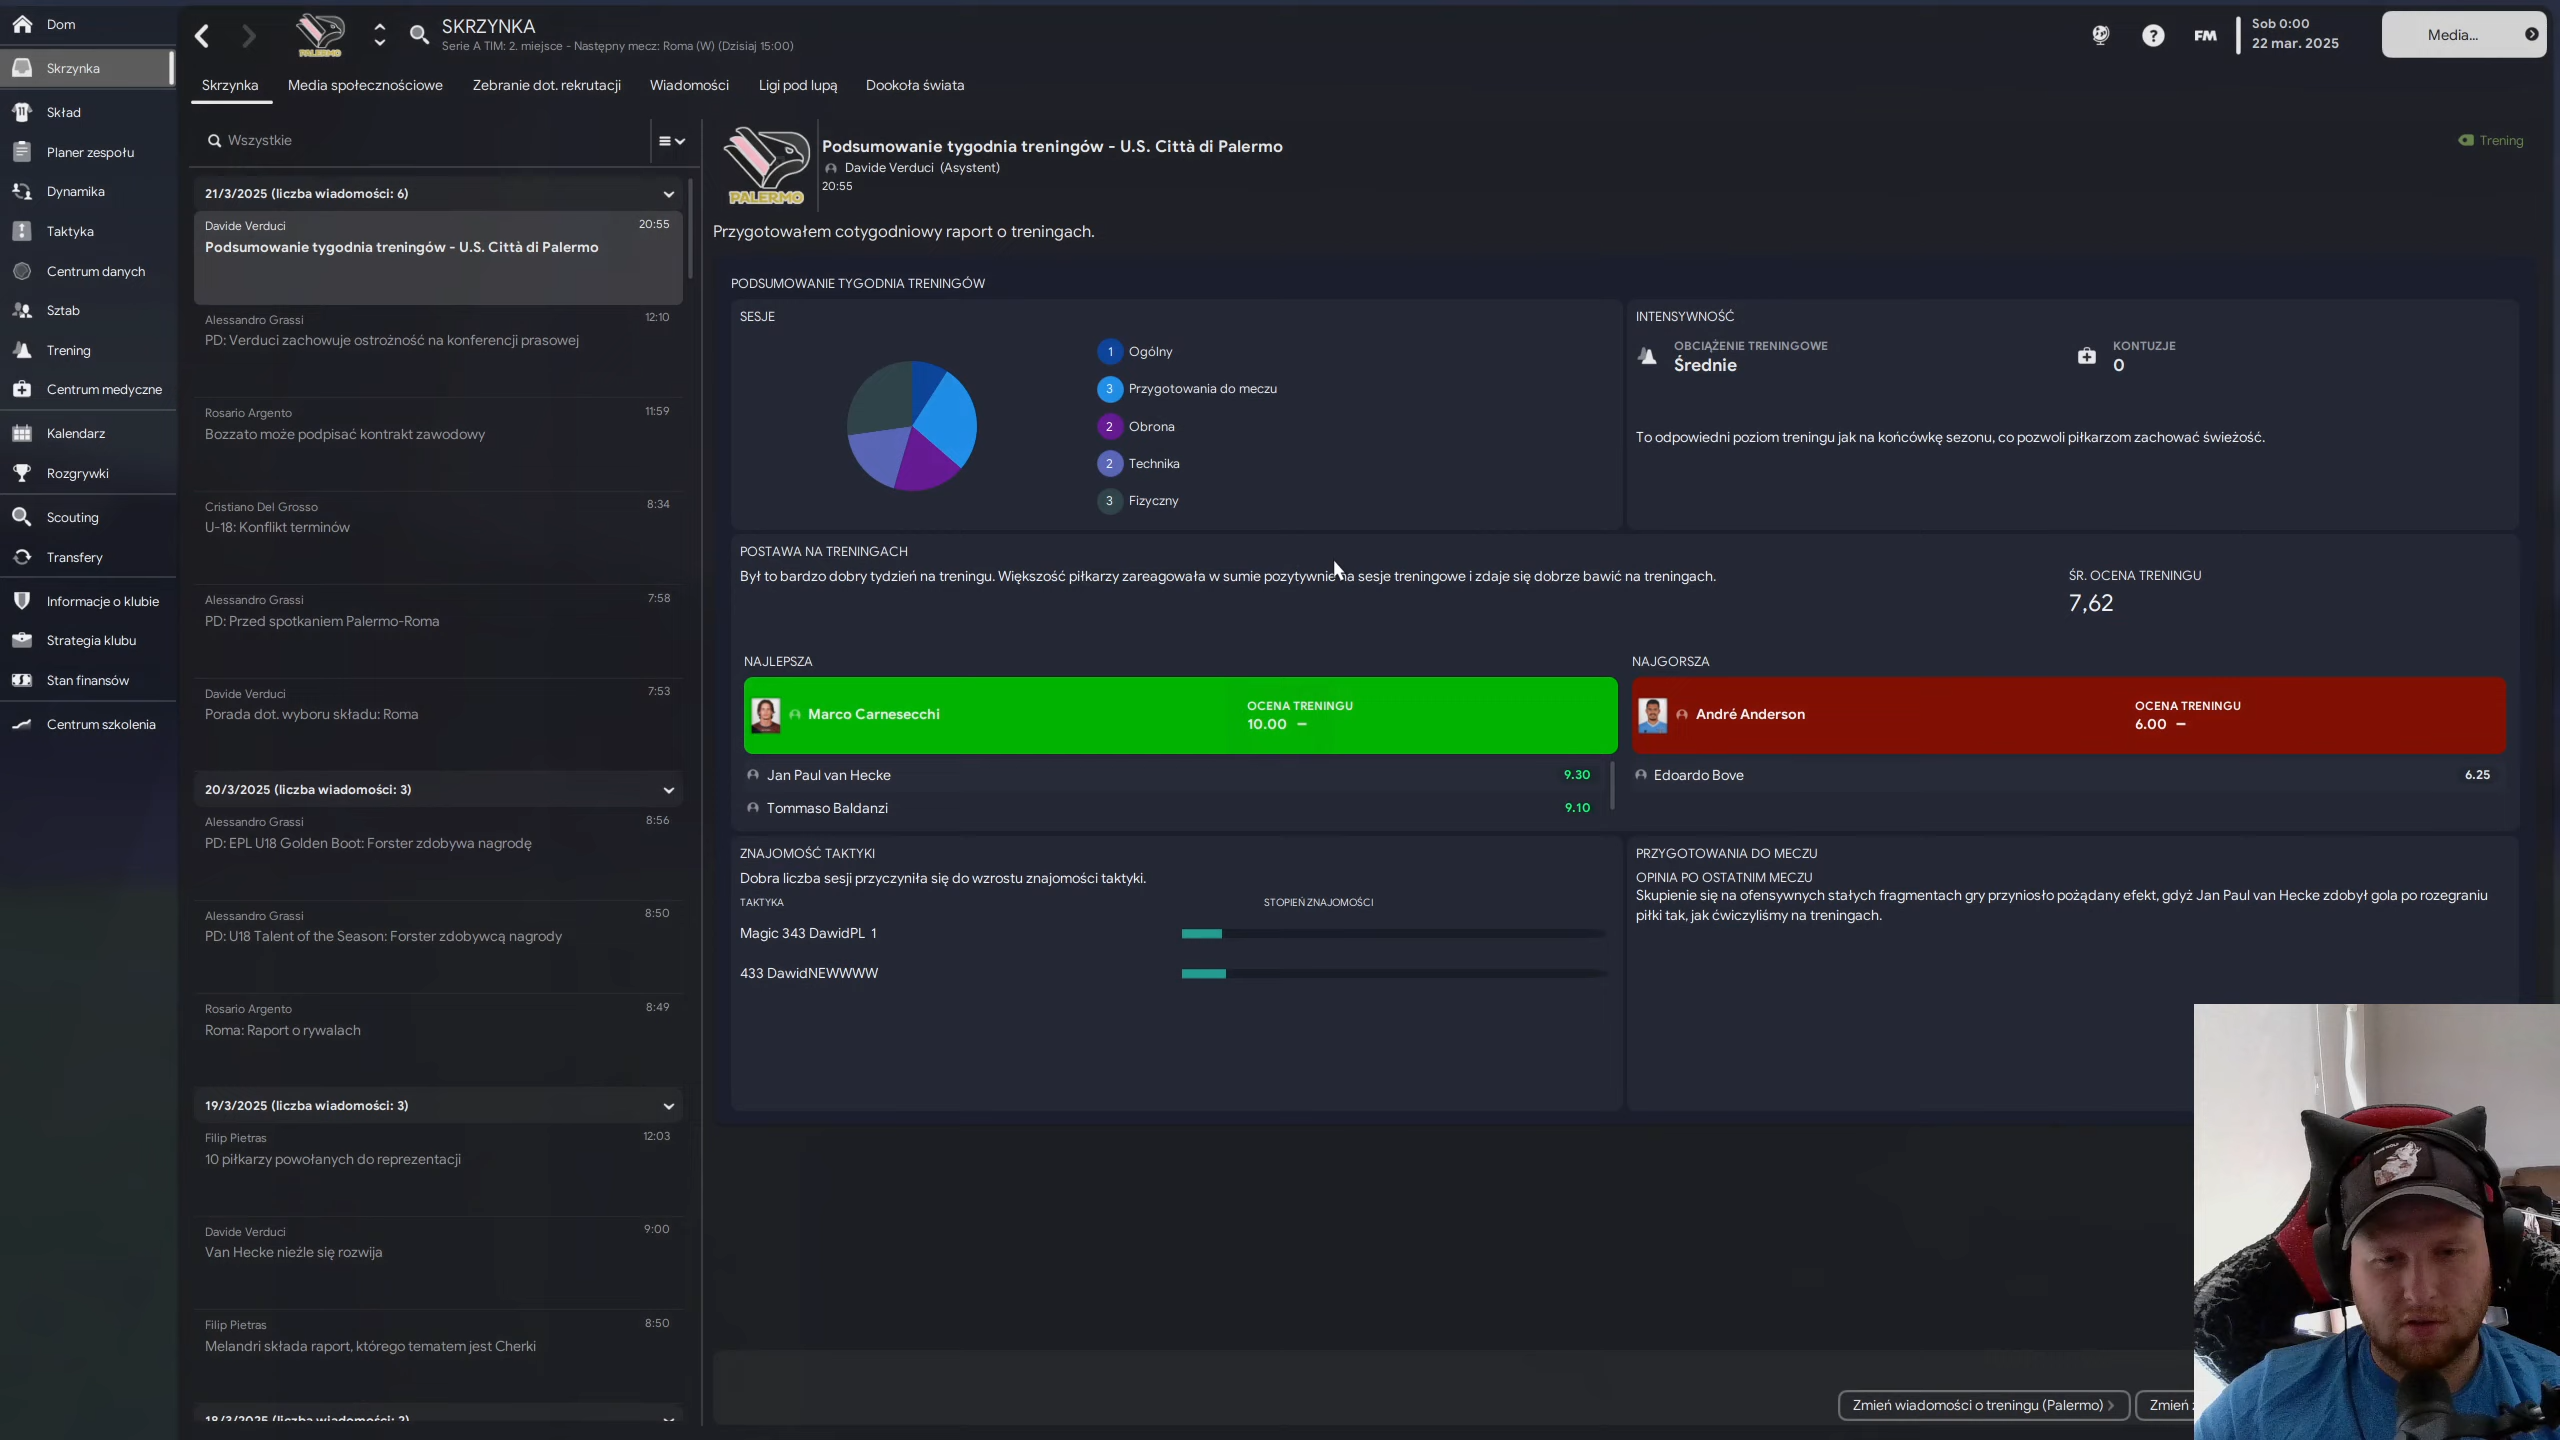 Dom
Skrzynka
Skład
Planer zespołu
Dynamika
Taktyka
Centrum danych
Sztab
Trening
Centrum medyczne
Kalendarz
Rozgrywki
Scouting
Transfery
Informacje o klubie
Strategia klubu
Stan finansów
Centrum szkolenia
PALERMO
SKRZYNKA
Serie A TIM: 2. miejsce - Następny mecz: Roma (W) (Dzisiaj 15:00)
FM
Sob 0:00
22 mar. 2025
Media...
Skrzynka
Media społecznościowe
Zebranie dot. rekrutacji
Wiadomości
Ligi pod lupą
Dookoła świata
Wszystkie
21/3/2025 (liczba wiadomości: 6)
Davide Verduci 20:55
Podsumowanie tygodnia treningów - U.S. Città di Palermo
Alessandro Grassi 12:10
PD: Verduci zachowuje ostrożność na konferencji prasowej
Rosario Argento 11:59
Bozzato może podpisać kontrakt zawodowy
Cristiano Del Grosso 8:34
U-18: Konflikt terminów
Alessandro Grassi 7:58
PD: Przed spotkaniem Palermo-Roma
Davide Verduci 7:53
Porada dot. wyboru składu: Roma
20/3/2025 (liczba wiadomości: 3)
Alessandro Grassi 8:56
PD: EPL U18 Golden Boot: Forster zdobywa nagrodę
Alessandro Grassi 8:50
PD: U18 Talent of the Season: Forster zdobywcą nagrody
Rosario Argento 8:49
Roma: Raport o rywalach
19/3/2025 (liczba wiadomości: 3)
Filip Pietras 12:03
10 piłkarzy powołanych do reprezentacji
Davide Verduci 9:00
Van Hecke nieźle się rozwija
Filip Pietras 8:50
Melandri składa raport, którego tematem jest Cherki
18/3/2025 (liczba wiadomości: 2)
PALERMO
Podsumowanie tygodnia treningów - U.S. Città di Palermo
Davide Verduci (Asystent)
20:55
Trening
Przygotowałem cotygodniowy raport o treningach.
PODSUMOWANIE TYGODNIA TRENINGÓW
SESJE
1 Ogólny
3 Przygotowania do meczu
2 Obrona
2 Technika
3 Fizyczny
INTENSYWNOŚĆ
OBCIĄŻENIE TRENINGOWE
Średnie
KONTUZJE
0
To odpowiedni poziom treningu jak na końcówkę sezonu, co pozwoli piłkarzom zachować świeżość.
POSTAWA NA TRENINGACH
Był to bardzo dobry tydzień na treningu. Większość piłkarzy zareagowała w sumie pozytywnie na sesje treningowe i zdaje się dobrze bawić na treningach.
ŚR. OCENA TRENINGU
7,62
NAJLEPSZA
Marco Carnesecchi
OCENA TRENINGU
10.00 –
Jan Paul van Hecke 9.30
Tommaso Baldanzi 9.10
NAJGORSZA
André Anderson
OCENA TRENINGU
6.00 –
Edoardo Bove 6.25
ZNAJOMOŚĆ TAKTYKI
Dobra liczba sesji przyczyniła się do wzrostu znajomości taktyki.
TAKTYKA STOPIEŃ ZNAJOMOŚCI
Magic 343 DawidPL 1
433 DawidNEWWWW
PRZYGOTOWANIA DO MECZU
OPINIA PO OSTATNIM MECZU
Skupienie się na ofensywnych stałych fragmentach gry przyniosło pożądany efekt, gdyż Jan Paul van Hecke zdobył gola po rozegraniu
piłki tak, jak ćwiczyliśmy na treningach.
Zmień wiadomości o treningu (Palermo)
Zmień